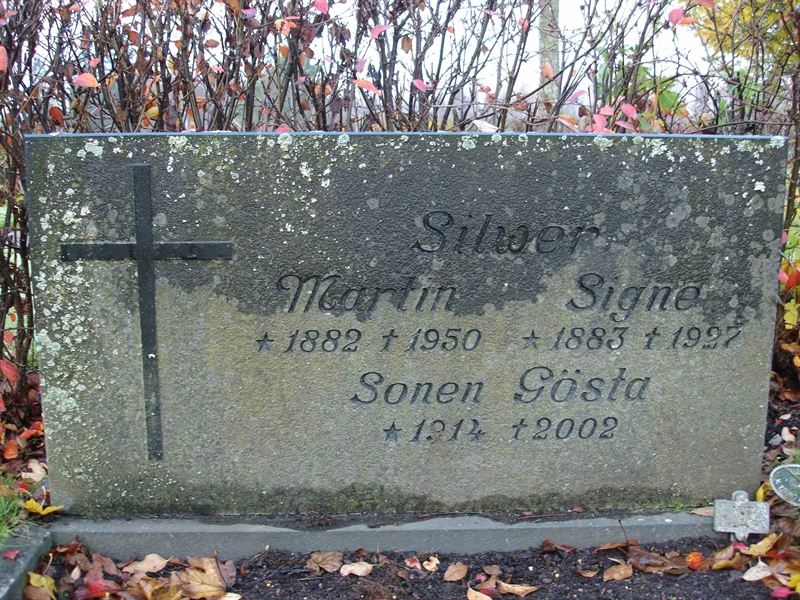 Silwer
Martin Signe
* 1882 † 1950 * 1883 † 1927
Sonen Gösta
* 1914 † 2002